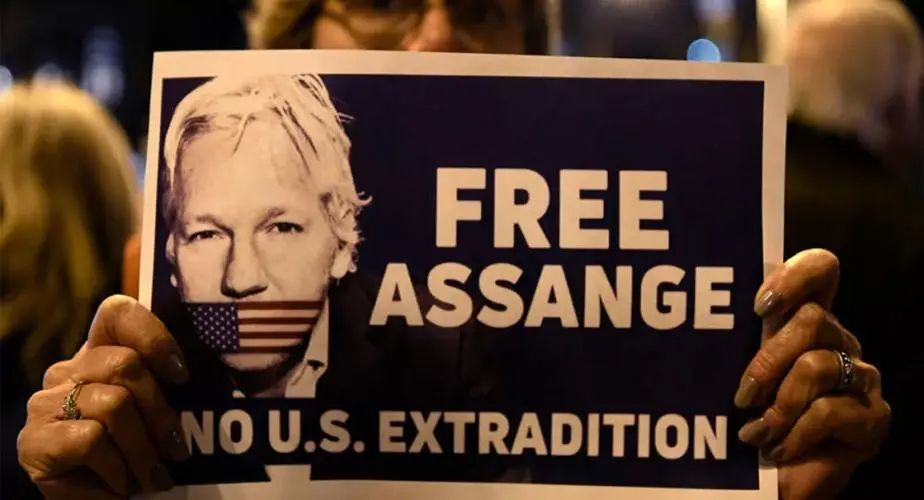 FREE
ASSANGE
NO U.S. EXTRADITION